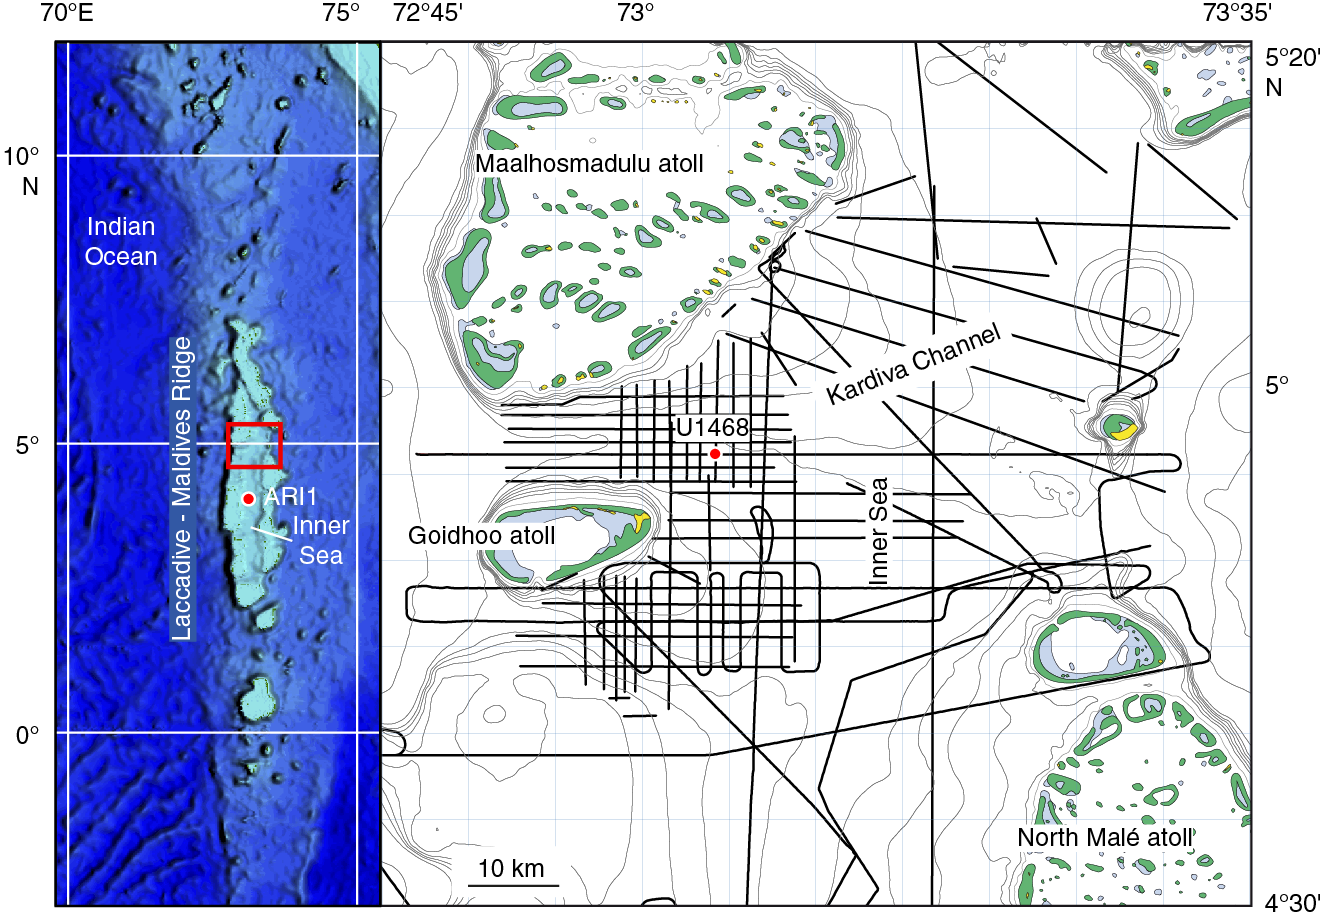 70°E
75°
72°45'
73°
73°35'
5°20'
N
10°
N
Indian
Ocean
Maalhosmadulu atoll
Laccadive - Maldives Ridge
Kardiva Channel
5°
5°
U1468
ARI1
Inner
Sea
Goidhoo atoll
Inner Sea
0°
North Malé atoll
10 km
4°30'